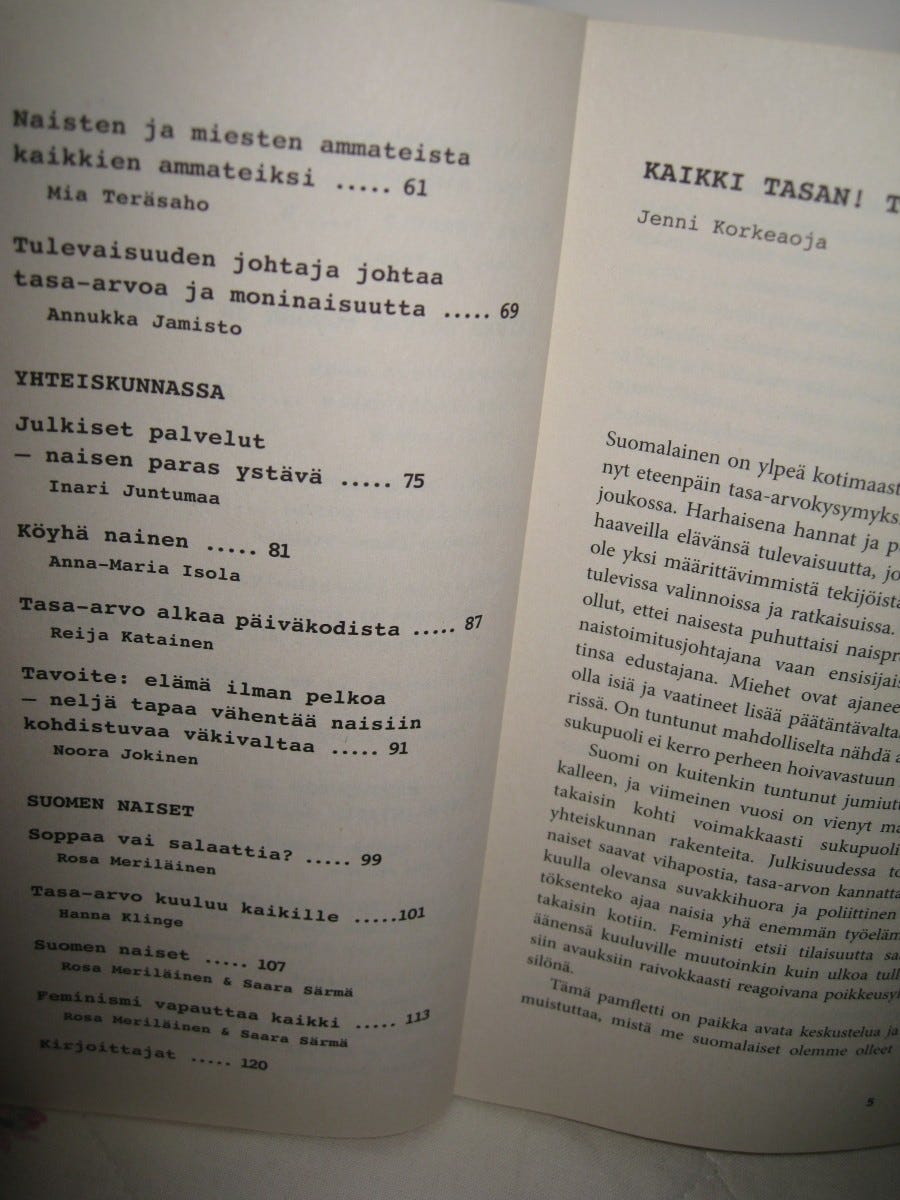 Naisten ja miesten ammateista
kaikkien ammateiksi ..... 61
Mia Teräsaho
Tulevaisuuden johtaja johtaa
tasa-arvoa ja moninaisuutta ..... 69
Annukka Jamisto
YHTEISKUNNASSA
Julkiset palvelut
– naisen paras ystävä ..... 75
Inari Juntumaa
Köyhä nainen ..... 81
Anna-Maria Isola
Tasa-arvo alkaa päiväkodista ..... 87
Reija Katainen
Tavoite: elämä ilman pelkoa
– neljä tapaa vähentää naisiin
kohdistuvaa väkivaltaa ..... 91
Noora Jokinen
SUOMEN NAISET
Soppaa vai salaattia? ..... 99
Rosa Meriläinen
Tasa-arvo kuuluu kaikille .....101
Hanna Klinge
Suomen naiset ..... 107
Rosa Meriläinen & Saara Särmä
Feminismi vapauttaa kaikki ..... 113
Rosa Meriläinen & Saara Särmä
Kirjoittajat ..... 120
KAIKKI TASAN! T
Jenni Korkeaoja
Suomalainen on ylpeä kotimaast
nyt eteenpäin tasa-arvokysymyks
joukossa. Harhaisena hannat ja p
haaveilla elävänsä tulevaisuutta, jo
ole yksi määrittävimmistä tekijöistä
tulevissa valinnoissa ja ratkaisuissa.
ollut, ettei naisesta puhuttaisi naispr
naistoimitusjohtajana vaan ensisijais
tinsa edustajana. Miehet ovat ajanee
olla isiä ja vaatineet lisää päätäntävalta
rissä. On tuntunut mahdolliselta nähdä a
sukupuoli ei kerro perheen hoivavastuun
Suomi on kuitenkin tuntunut jumiutt
kalleen, ja viimeinen vuosi on vienyt ma
takaisin kohti voimakkaasti sukupuoli
yhteiskunnan rakenteita. Julkisuudessa to
naiset saavat vihapostia, tasa-arvon kannatta
kuulla olevansa suvakkihuora ja poliittinen
töksenteko ajaa naisia yhä enemmän työeläm
takaisin kotiin. Feministi etsii tilaisuutta sa
äänensä kuuluville muutoinkin kuin ulkoa tull
siin avauksiin raivokkaasti reagoivana poikkeusy
silönä.
Tämä pamfletti on paikka avata keskustelua ja
muistuttaa, mistä me suomalaiset olemme olleet
5